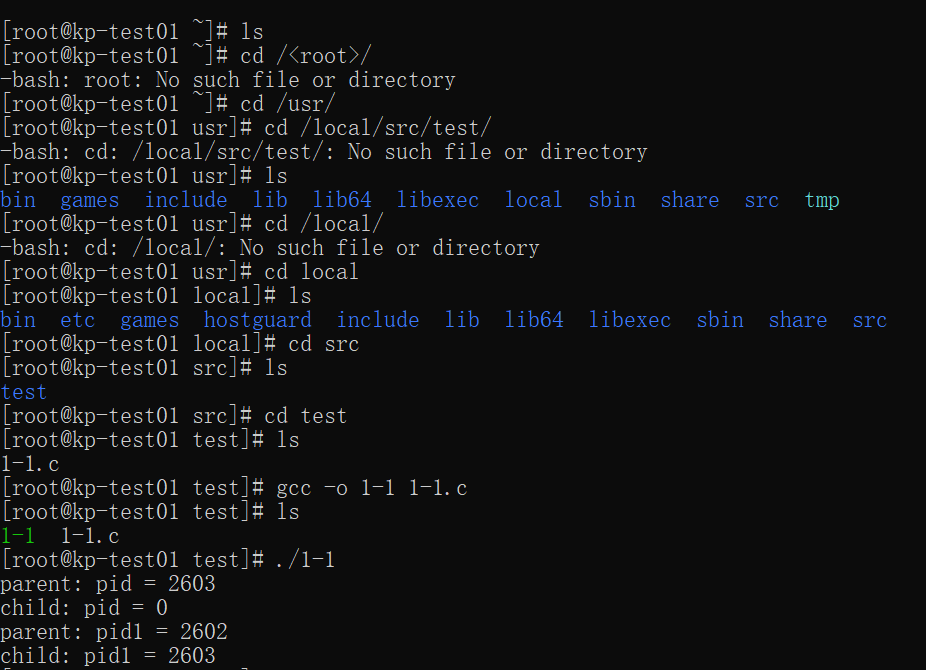 [root@kp-test01 ~]# ls
[root@kp-test01 ~]# cd /<root>/
-bash: root: No such file or directory
[root@kp-test01 ~]# cd /usr/
[root@kp-test01 usr]# cd /local/src/test/
-bash: cd: /local/src/test/: No such file or directory
[root@kp-test01 usr]# ls
bin  games  include  lib  lib64  libexec  local  sbin  share  src  tmp
[root@kp-test01 usr]# cd /local/
-bash: cd: /local/: No such file or directory
[root@kp-test01 usr]# cd local
[root@kp-test01 local]# ls
bin  etc  games  hostguard  include  lib  lib64  libexec  sbin  share  src
[root@kp-test01 local]# cd src
[root@kp-test01 src]# ls
test
[root@kp-test01 src]# cd test
[root@kp-test01 test]# ls
1-1.c
[root@kp-test01 test]# gcc -o 1-1 1-1.c
[root@kp-test01 test]# ls
1-1  1-1.c
[root@kp-test01 test]# ./1-1
parent: pid = 2603
child: pid = 0
parent: pid1 = 2602
child: pid1 = 2603